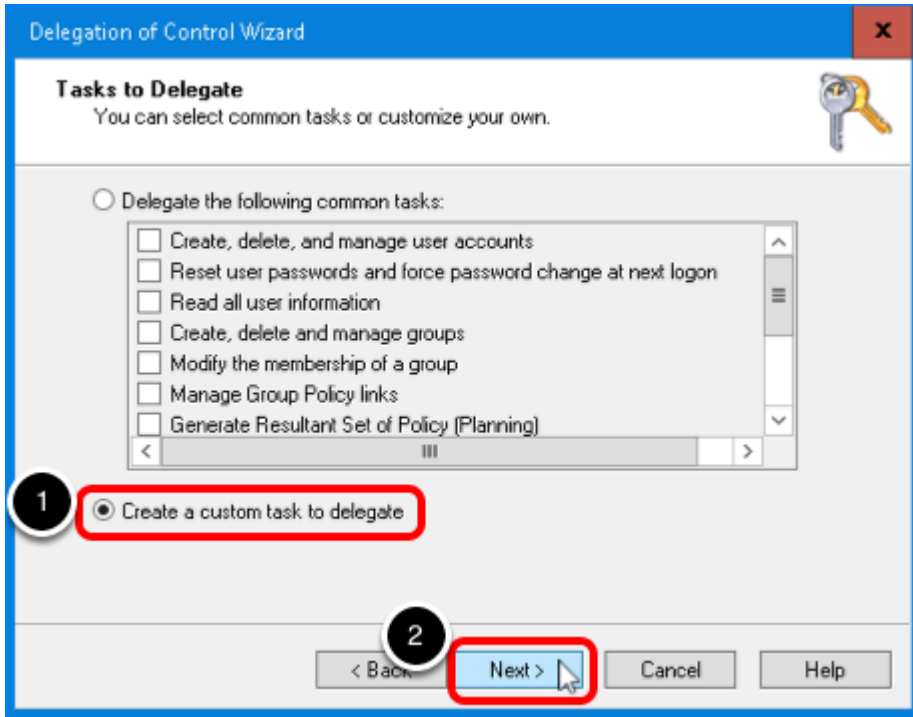 Delegation of Control Wizard
x
Tasks to Delegate
You can select common tasks or customize your own.
Delegate the following common tasks:
Create, delete, and manage user accounts
Reset user passwords and force password change at next logon
Read all user information
Create, delete and manage groups
Modify the membership of a group
Manage Group Policy links
Generate Resultant Set of Policy (Planning)
1
Create a custom task to delegate
2
< Back Next > Cancel Help